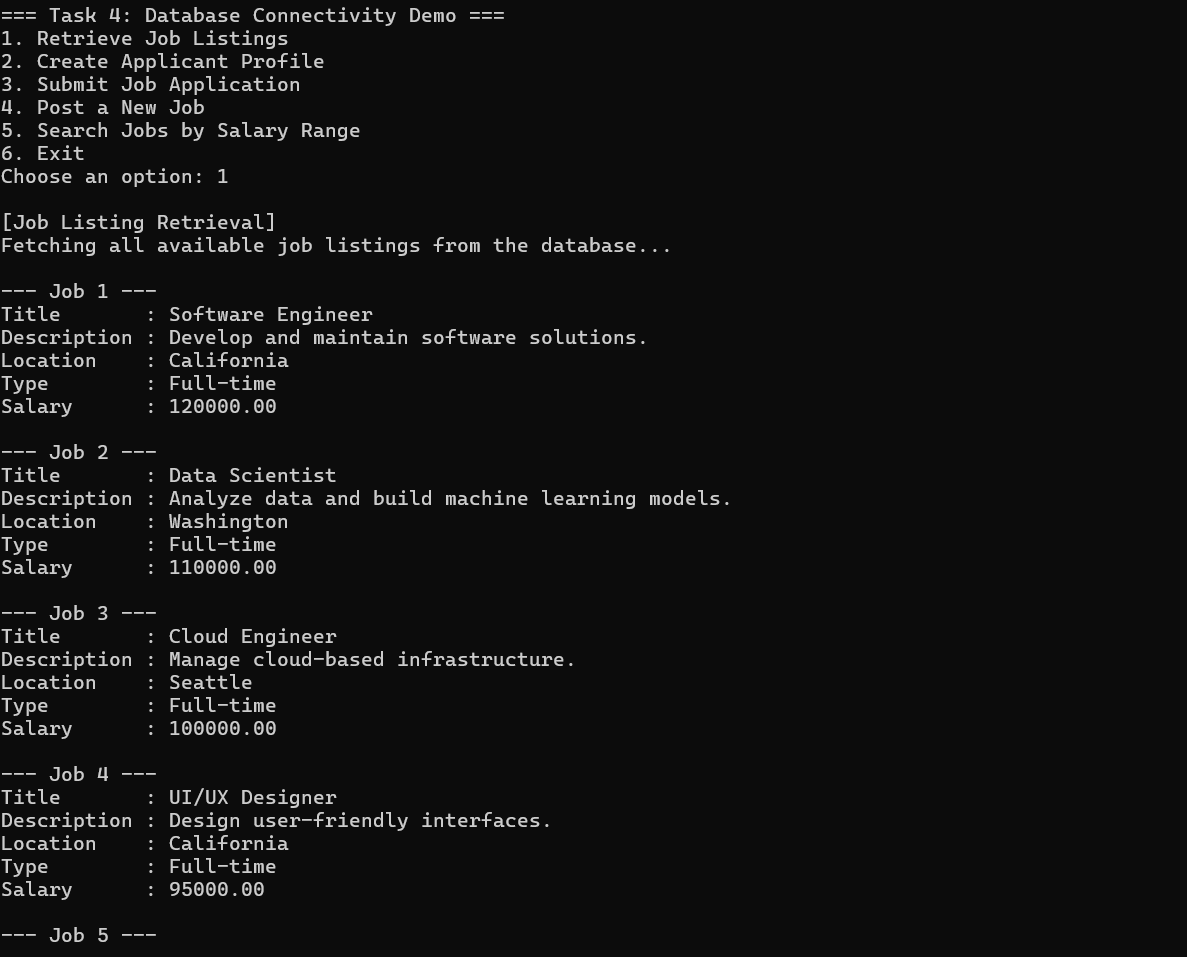 === Task 4: Database Connectivity Demo ===
1. Retrieve Job Listings
2. Create Applicant Profile
3. Submit Job Application
4. Post a New Job
5. Search Jobs by Salary Range
6. Exit
Choose an option: 1

[Job Listing Retrieval]
Fetching all available job listings from the database...

--- Job 1 ---
Title       : Software Engineer
Description : Develop and maintain software solutions.
Location    : California
Type        : Full-time
Salary      : 120000.00

--- Job 2 ---
Title       : Data Scientist
Description : Analyze data and build machine learning models.
Location    : Washington
Type        : Full-time
Salary      : 110000.00

--- Job 3 ---
Title       : Cloud Engineer
Description : Manage cloud-based infrastructure.
Location    : Seattle
Type        : Full-time
Salary      : 100000.00

--- Job 4 ---
Title       : UI/UX Designer
Description : Design user-friendly interfaces.
Location    : California
Type        : Full-time
Salary      : 95000.00

--- Job 5 ---